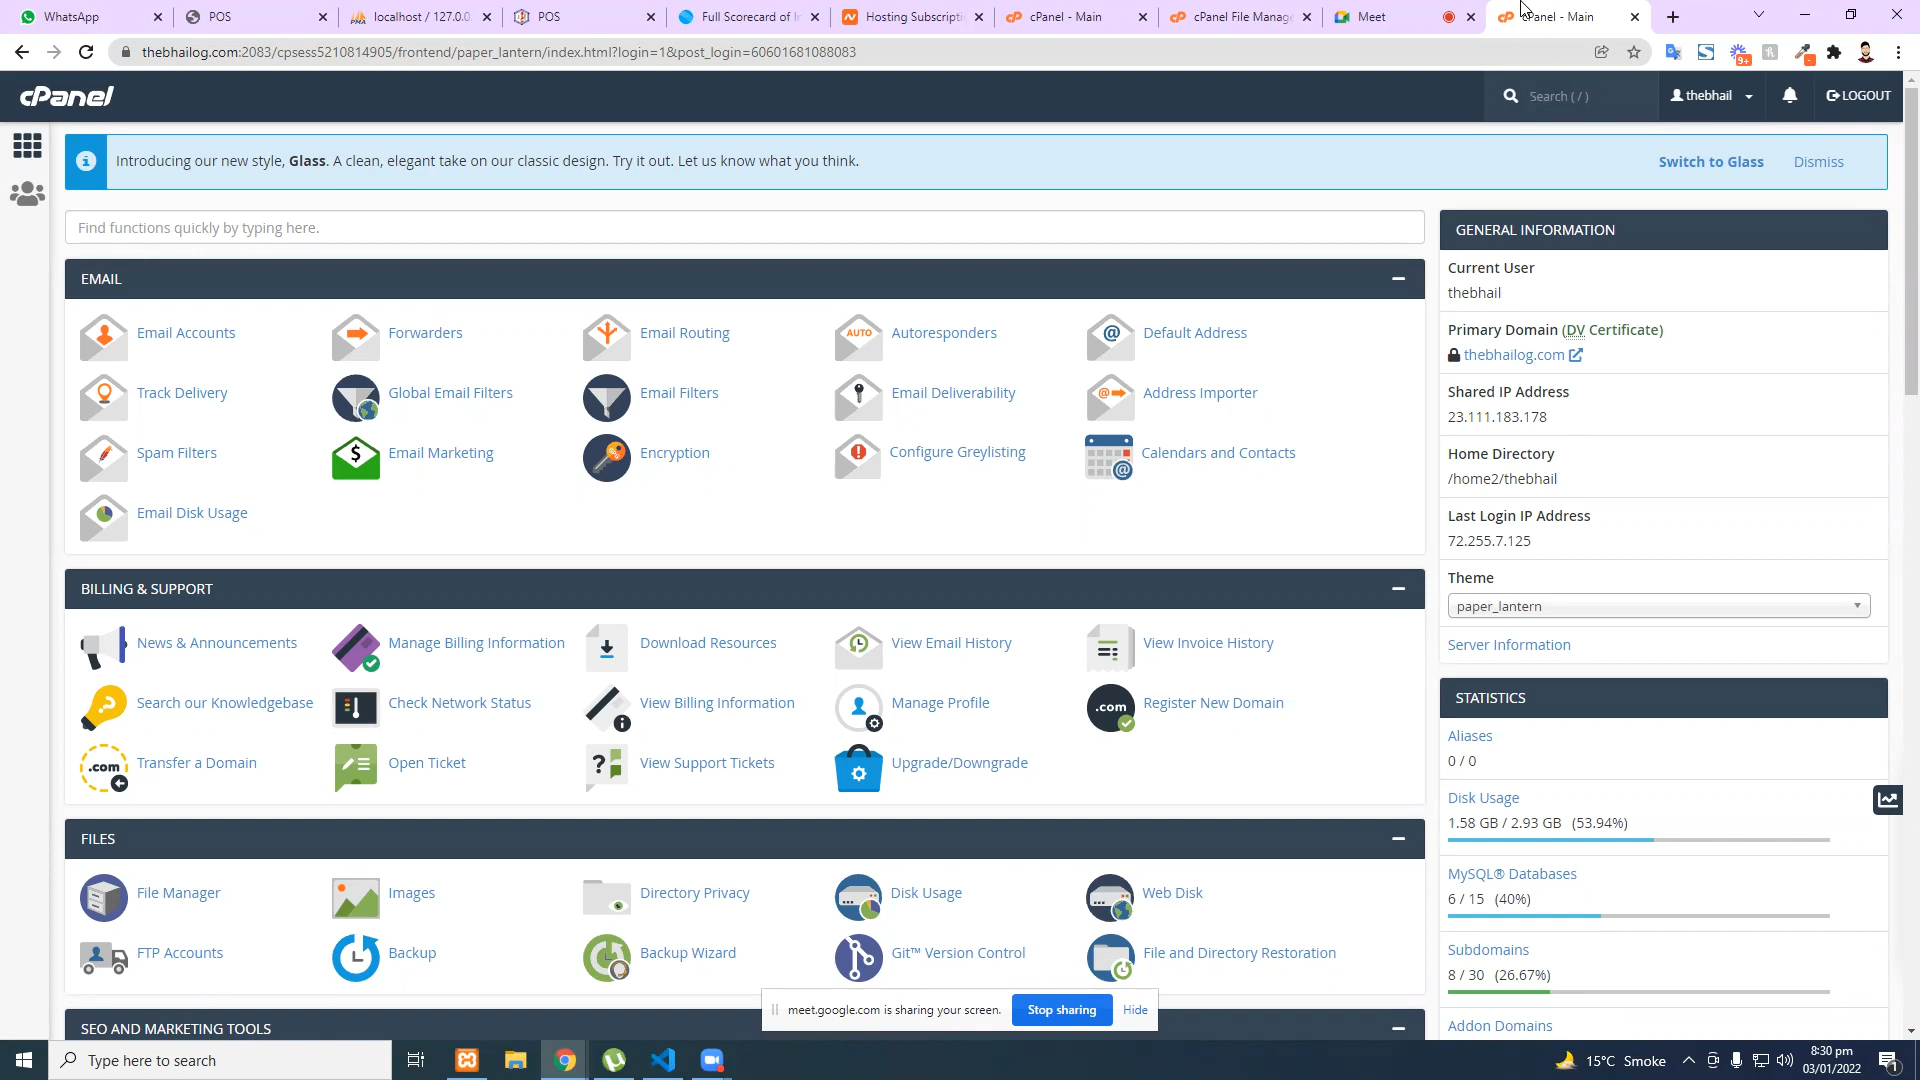 WhatsApp
POS
localhost / 127.0.0.
POS
Full Scorecard of I
Hosting Subscripti
cPanel - Main
cPanel File Manage
Meet
cPanel - Main
thebhailog.com:2083/cpsess5210814905/frontend/paper_lantern/index.html?login=1&post_login=60601681088083
9+
cPanel
Search ( / )
thebhail
LOGOUT
Introducing our new style, Glass. A clean, elegant take on our classic design. Try it out. Let us know what you think.
Switch to Glass
Dismiss
Find functions quickly by typing here.
EMAIL
Email Accounts
Forwarders
Email Routing
AUTO
Autoresponders
Default Address
Track Delivery
Global Email Filters
Email Filters
Email Deliverability
Address Importer
Spam Filters
Email Marketing
Encryption
Configure Greylisting
Calendars and Contacts
Email Disk Usage
BILLING & SUPPORT
News & Announcements
Manage Billing Information
Download Resources
View Email History
View Invoice History
Search our Knowledgebase
Check Network Status
View Billing Information
Manage Profile
.com
Register New Domain
.com
Transfer a Domain
Open Ticket
View Support Tickets
Upgrade/Downgrade
FILES
File Manager
Images
Directory Privacy
Disk Usage
Web Disk
FTP Accounts
Backup
Backup Wizard
Git™ Version Control
File and Directory Restoration
SEO AND MARKETING TOOLS
GENERAL INFORMATION
Current User
thebhail
Primary Domain (DV Certificate)
thebhailog.com
Shared IP Address
23.111.183.178
Home Directory
/home2/thebhail
Last Login IP Address
72.255.7.125
Theme
paper_lantern
Server Information
STATISTICS
Aliases
0 / 0
Disk Usage
1.58 GB / 2.93 GB (53.94%)
MySQL® Databases
6 / 15 (40%)
Subdomains
8 / 30 (26.67%)
Addon Domains
meet.google.com is sharing your screen.
Stop sharing
Hide
Type here to search
15°C Smoke
8:30 pm
03/01/2022
1